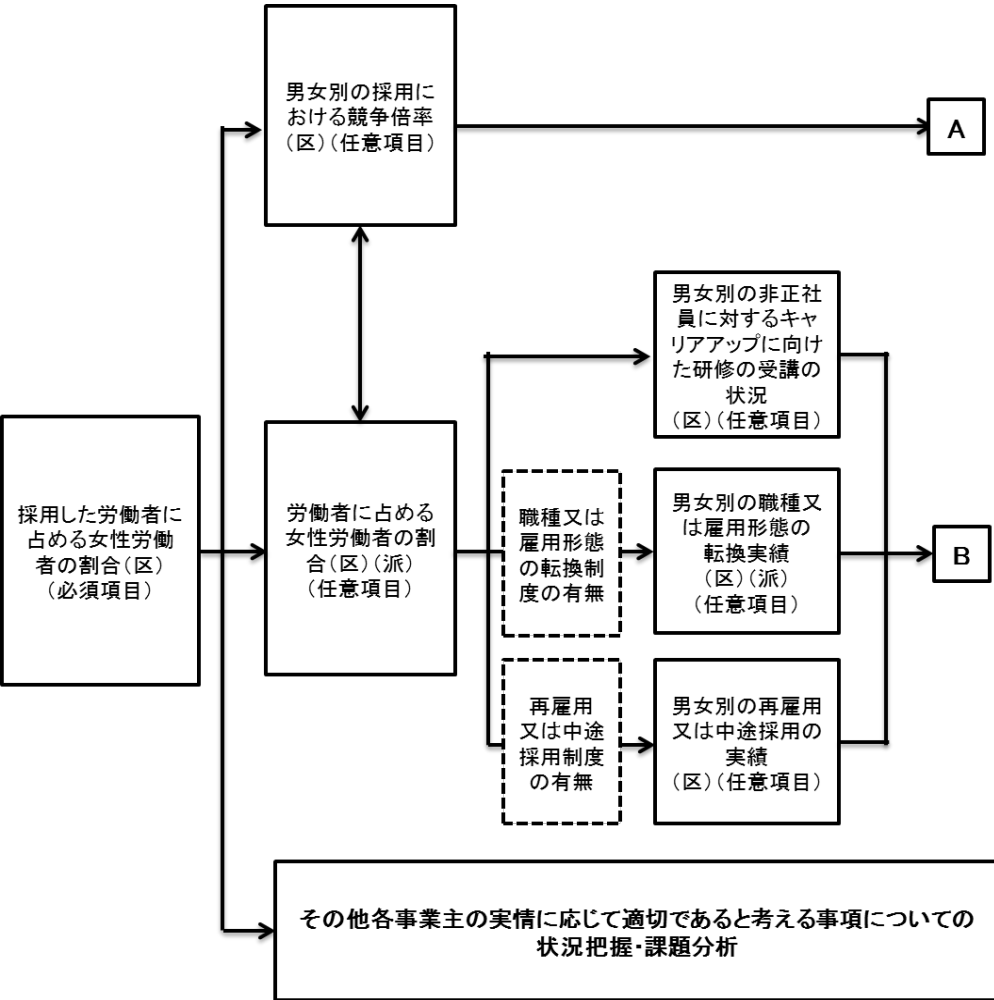 男女別の採用に
おける競争倍率
(区)(任意項目)
A
男女別の非正社
員に対するキャ
リアアップに向け
た研修の受講の
状況
(区)(任意項目)
採用した労働者に
占める女性労働
者の割合(区)
(必須項目)
労働者に占める
女性労働者の割
合(区)(派)
(任意項目)
職種又は
雇用形態
の転換制
度の有無
男女別の職種又
は雇用形態の
転換実績
(区)(派)
(任意項目)
B
再雇用
又は中途
採用制度
の有無
男女別の再雇用
又は中途採用の
実績
(区)(任意項目)
その他各事業主の実情に応じて適切であると考える事項についての
状況把握・課題分析